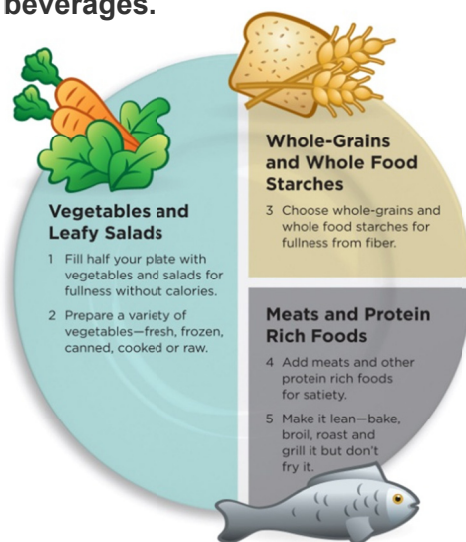 beverages.
Vegetables and
Leafy Salads
1 Fill half your plate with
vegetables and salads for
fullness without calories.
2 Prepare a variety of
vegetables—fresh, frozen,
canned, cooked or raw.
Whole-Grains
and Whole Food
Starches
3 Choose whole-grains and
whole food starches for
fullness from fiber.
Meats and Protein
Rich Foods
4 Add meats and other
protein rich foods
for satiety.
5 Make it lean—bake,
broil, roast and
grill it but don't
fry it.